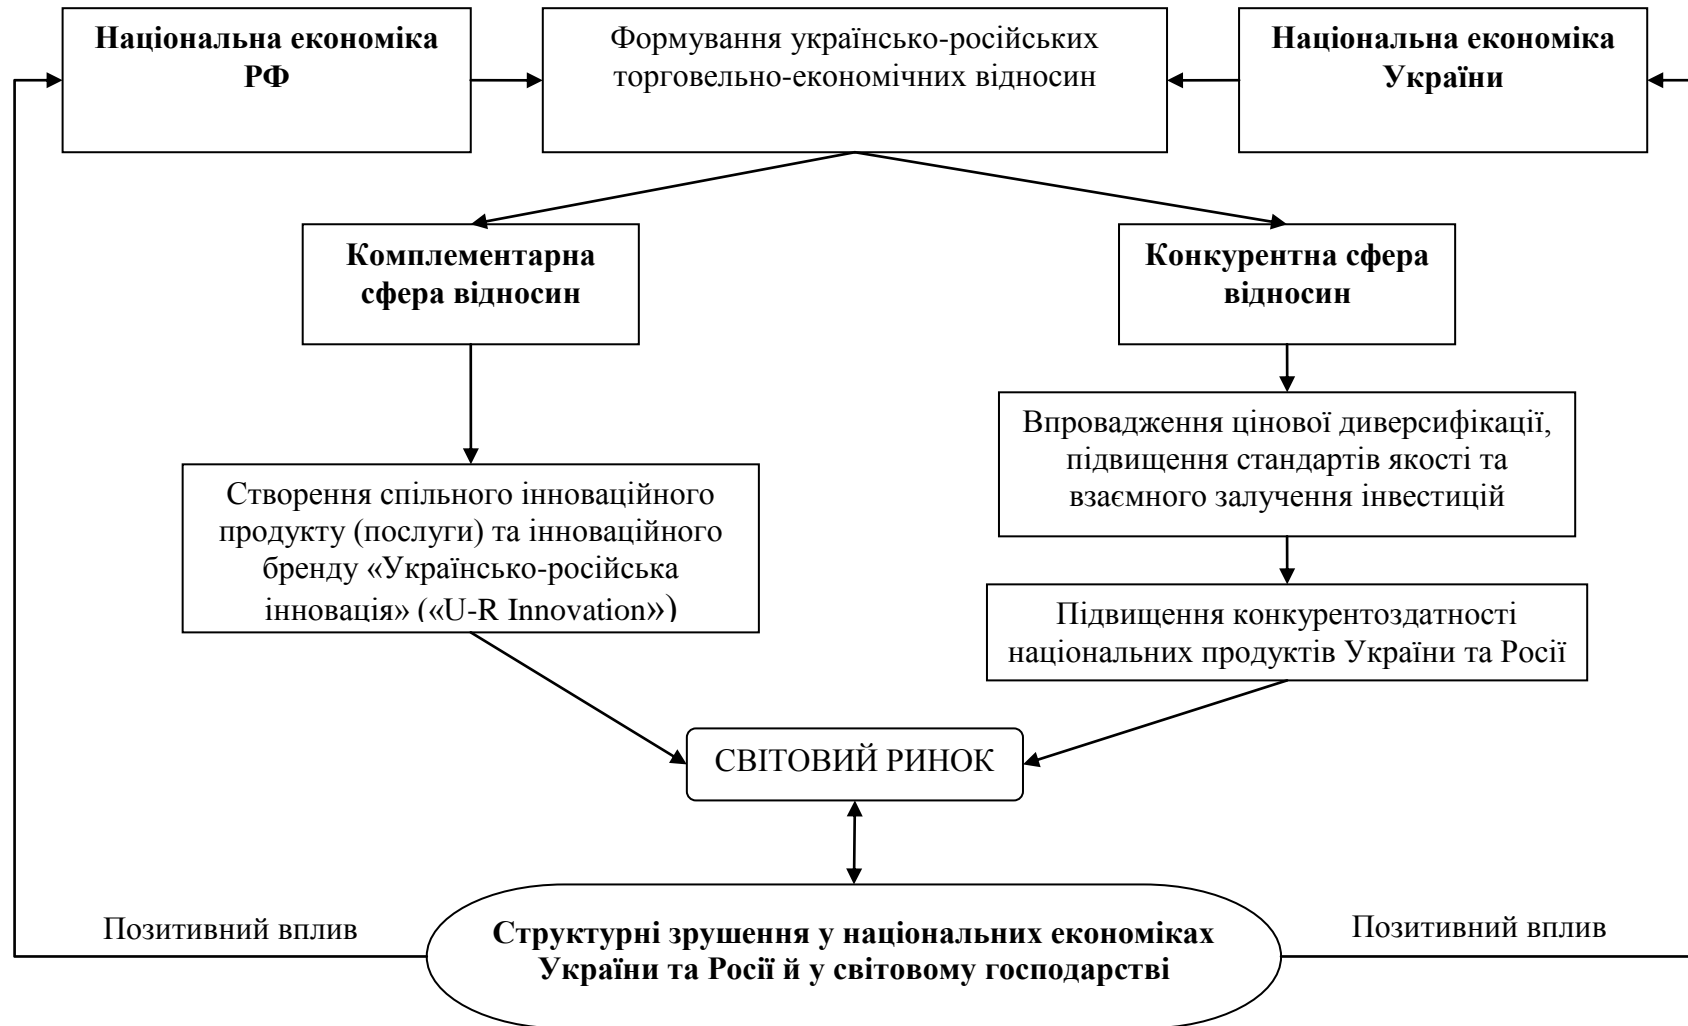 Національна економіка
РФ
Формування українсько-російських
торговельно-економічних відносин
Національна економіка
України
Комплементарна
сфера відносин
Конкурентна сфера
відносин
Впровадження цінової диверсифікації,
підвищення стандартів якості та
взаємного залучення інвестицій
Створення спільного інноваційного
продукту (послуги) та інноваційного
бренду «Українсько-російська
інновація» («U-R Innovation»)
Підвищення конкурентоздатності
національних продуктів України та Росії
СВІТОВИЙ РИНОК
Позитивний вплив
Структурні зрушення у національних економіках
України та Росії й у світовому господарстві
Позитивний вплив